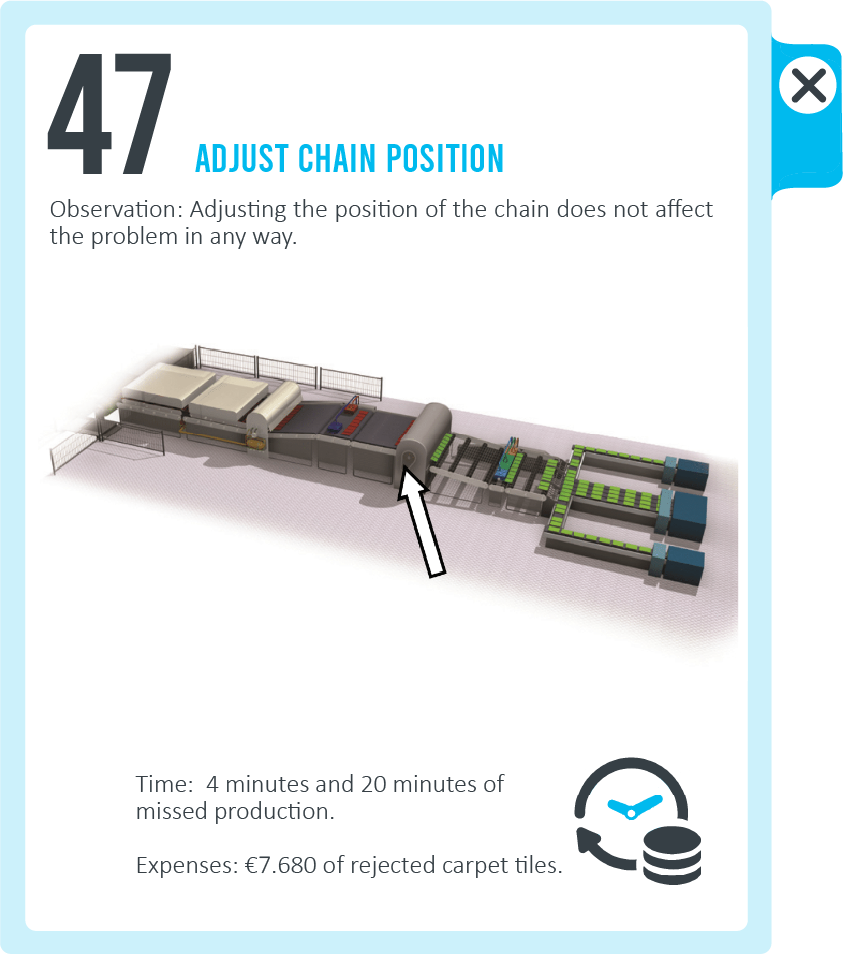 47
ADJUST CHAIN POSITION
Observation: Adjusting the position of the chain does not affect
the problem in any way.
Time:  4 minutes and 20 minutes of
missed production.
Expenses: €7.680 of rejected carpet tiles.